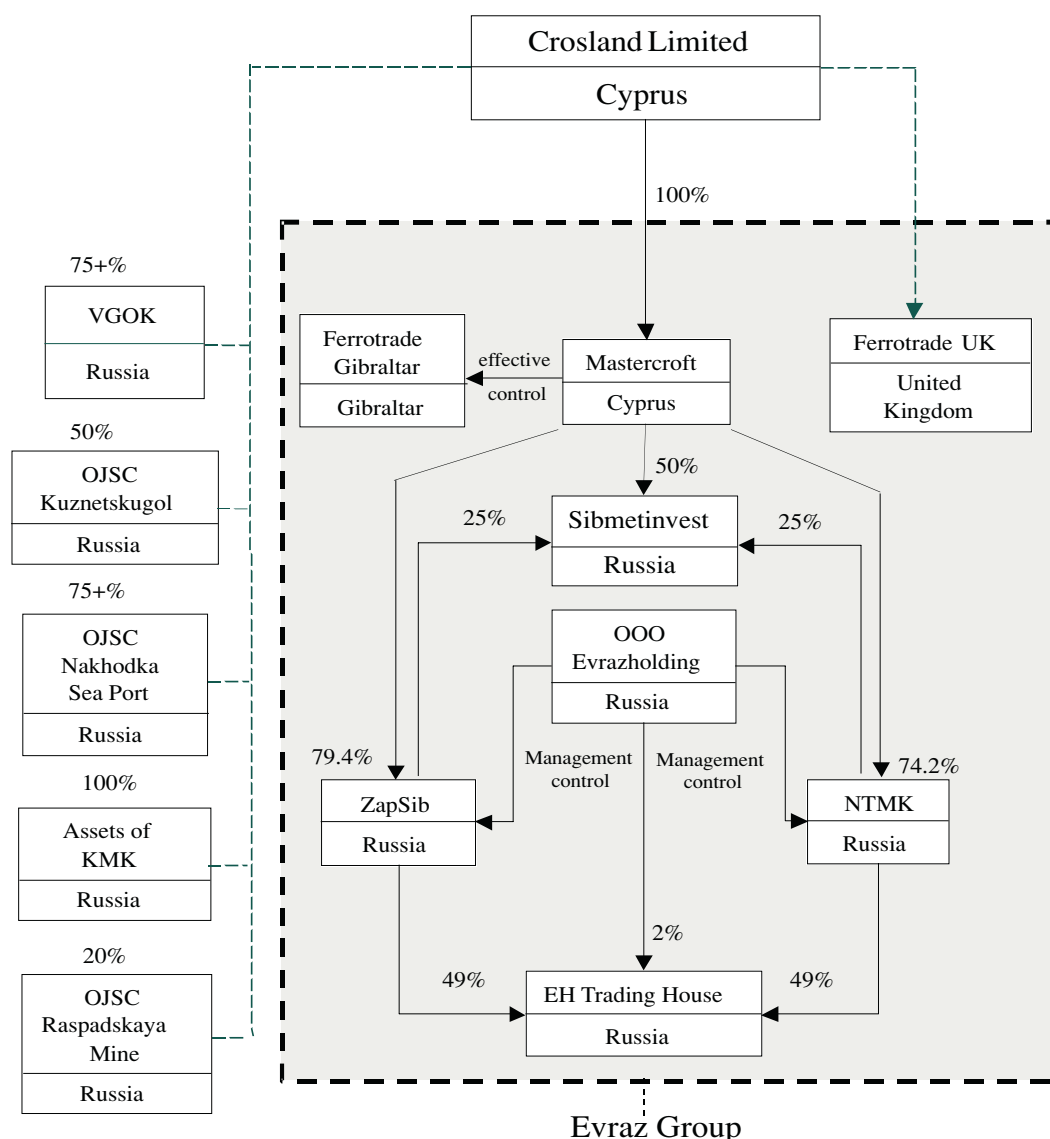 Crosland Limited
Cyprus
100%
75+%
VGOK
Russia
50%
OJSC
Kuznetskugol
Russia
75+%
OJSC
Nakhodka
Sea Port
Russia
100%
Assets of
KMK
Russia
20%
OJSC
Raspadskaya
Mine
Russia
Ferrotrade
Gibraltar
Gibraltar
effective
control
Mastercroft
Cyprus
Ferrotrade UK
United
Kingdom
50%
25%
Sibmetinvest
Russia
25%
OOO
Evrazholding
Russia
79.4%
Management
control
Management
control
74.2%
ZapSib
Russia
NTMK
Russia
2%
49%
EH Trading House
Russia
49%
Evraz Group